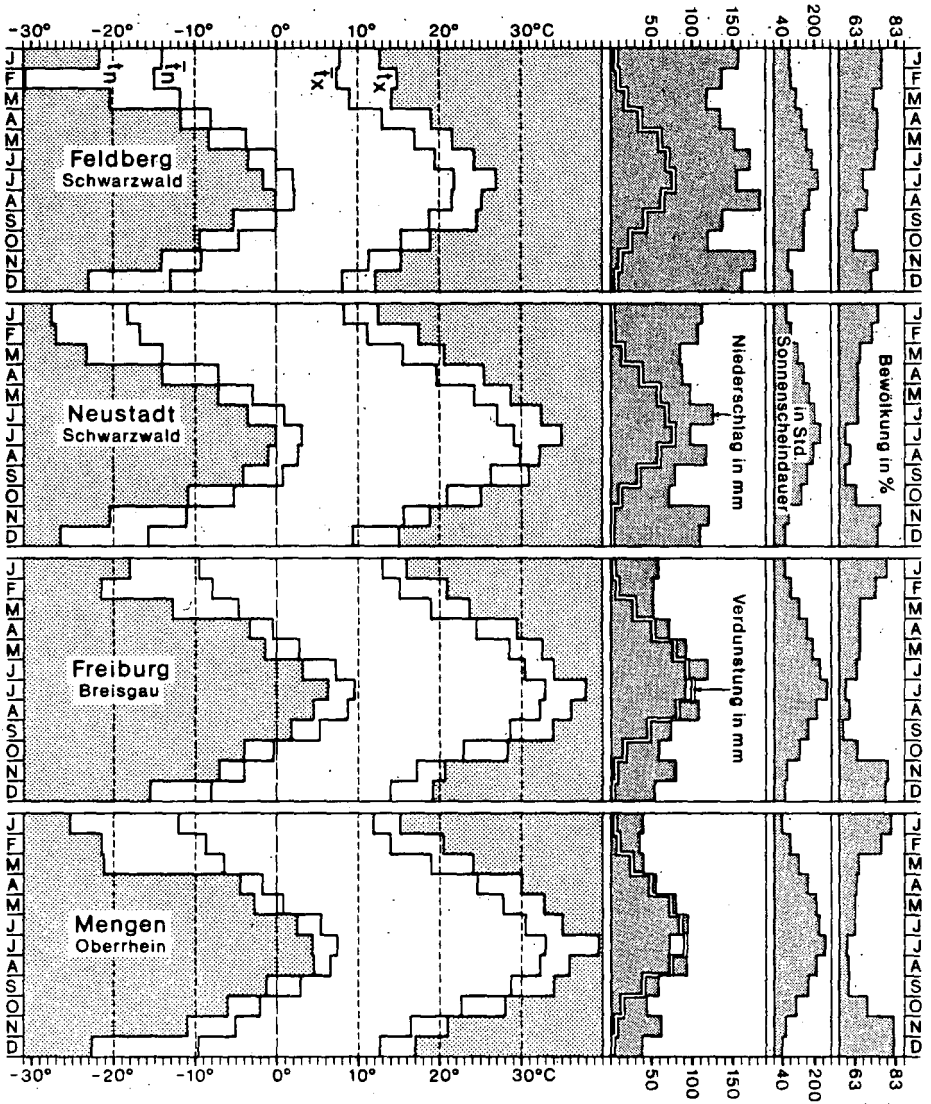 -30° -20° -10° 0° 10° 20° 30°C 50 100 150 40 200 63 83
J F M A M J J A S O N D
tn t̄n t̄x tx
Feldberg
Schwarzwald
J F M A M J J A S O N D
J F M A M J J A S O N D
Neustadt
Schwarzwald
Niederschlag in mm
Sonnenscheindauer
in Std
Bewölkung in %
J F M A M J J A S O N D
J F M A M J J A S O N D
Freiburg
Breisgau
Verdunstung in mm
J F M A M J J A S O N D
J F M A M J J A S O N D
Mengen
Oberrhein
J F M A M J J A S O N D
-30° -20° -10° 0° 10° 20° 30°C 50 100 150 40 200 63 83